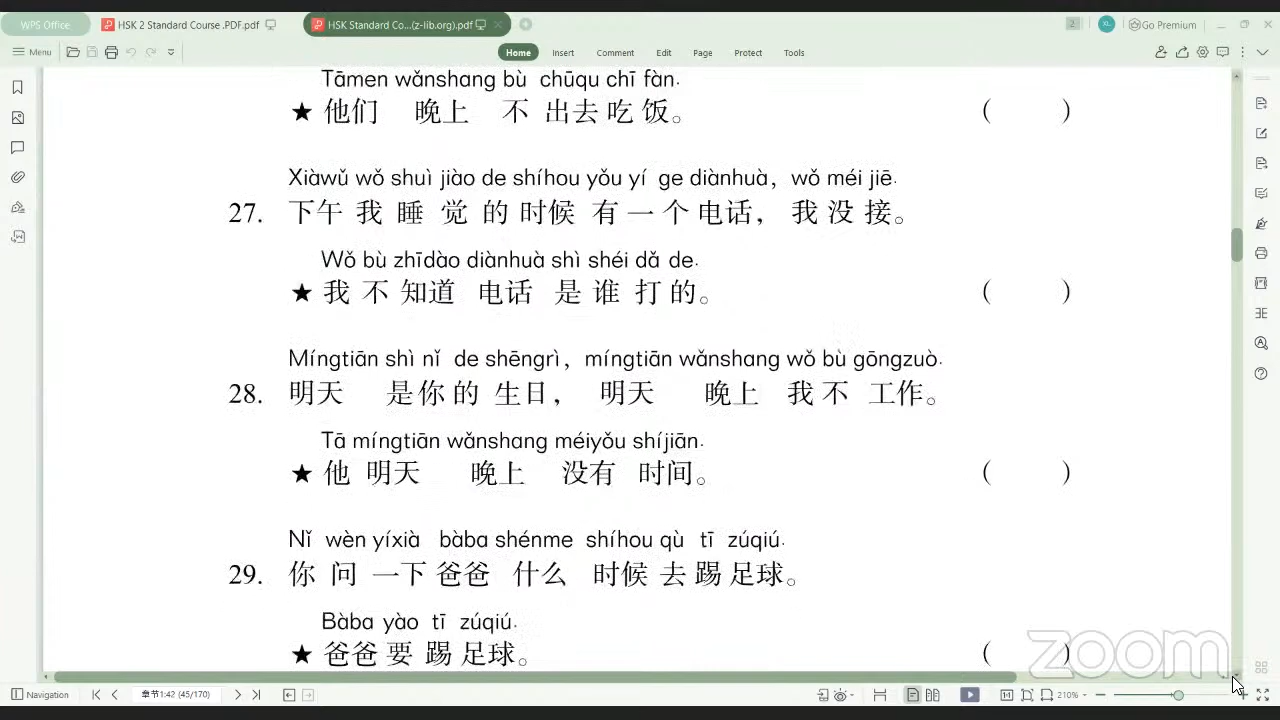 WPS Office HSK 2 Standard Course .PDF.pdf HSK Standard Co...(z-lib.org).pdf 2 XL Go Premium
Menu Home Insert Comment Edit Page Protect Tools
Tāmen wǎnshang bù chūqu chī fàn.
★ 他们 晚上 不 出去 吃 饭。 ( )
Xiàwǔ wǒ shuì jiào de shíhou yǒu yí ge diànhuà, wǒ méi jiē.
27. 下午 我 睡 觉 的 时候 有 一 个 电话, 我 没 接。
Wǒ bù zhīdào diànhuà shì shéi dǎ de.
★ 我 不 知道 电话 是 谁 打 的。 ( )
Míngtiān shì nǐ de shēngrì, míngtiān wǎnshang wǒ bù gōngzuò.
28. 明天 是 你 的 生日, 明天 晚上 我 不 工作。
Tā míngtiān wǎnshang méiyǒu shíjiān.
★ 他 明天 晚上 没有 时间。 ( )
Nǐ wèn yíxià bàba shénme shíhou qù tī zúqiú.
29. 你 问 一下 爸爸 什么 时候 去 踢 足球。
Bàba yào tī zúqiú.
★ 爸爸 要 踢 足球。 ( )
zoom
Navigation 章节1:42 (45/170) 210%